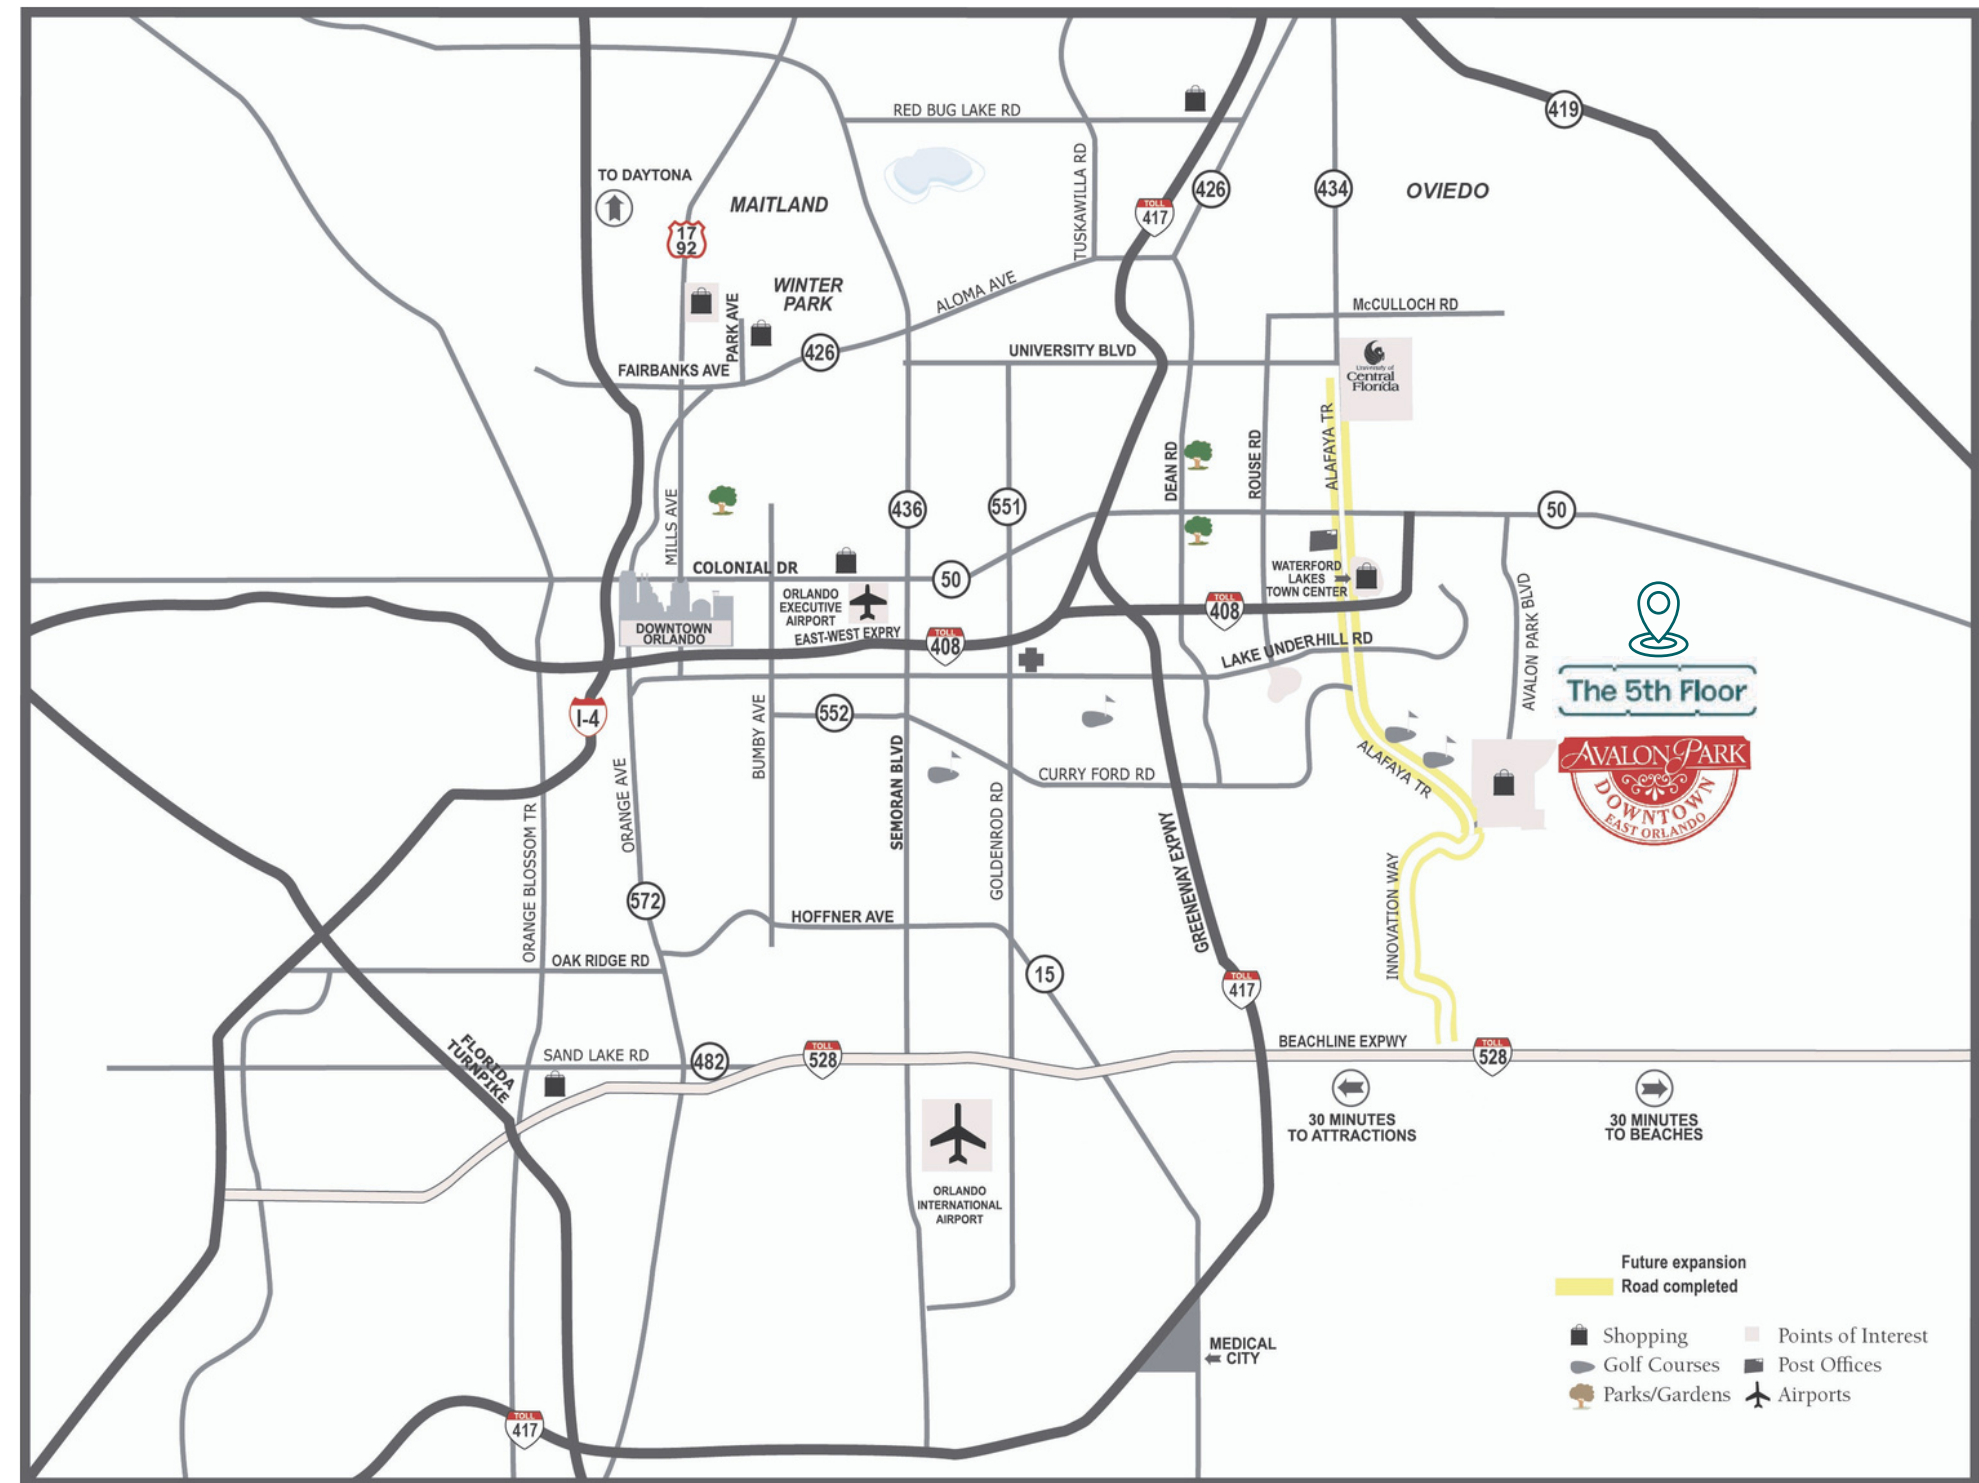 RED BUG LAKE RD
419
TO DAYTONA
TUSKAWILLA RD
MAITLAND
426
434
OVIEDO
TOLL
417
17
92
WINTER
PARK
PARK AVE
ALOMA AVE
McCULLOCH RD
426
UNIVERSITY BLVD
FAIRBANKS AVE
University of
Central
Florida
ALAFAYA TR
DEAN RD
ROUSE RD
MILLS AVE
436
551
50
COLONIAL DR
50
WATERFORD
LAKES
TOWN CENTER
ORLANDO
EXECUTIVE
AIRPORT
TOLL
408
DOWNTOWN
ORLANDO
EAST-WEST EXPRY
TOLL
408
LAKE UNDERHILL RD
AVALON PARK BLVD
The 5th Floor
I-4
552
BUMBY AVE
SEMORAN BLVD
CURRY FORD RD
ALAFAYA TR
AVALON PARK
DOWNTOWN
EAST ORLANDO
ORANGE AVE
ORANGE BLOSSOM TR
GOLDENROD RD
GREENEWAY EXPWY
INNOVATION WAY
572
HOFFNER AVE
OAK RIDGE RD
15
TOLL
417
FLORIDA
TURNPIKE
SAND LAKE RD
482
TOLL
528
BEACHLINE EXPWY
TOLL
528
30 MINUTES
TO ATTRACTIONS
30 MINUTES
TO BEACHES
ORLANDO
INTERNATIONAL
AIRPORT
Future expansion
Road completed
MEDICAL
CITY
Shopping
Points of Interest
Golf Courses
Post Offices
Parks/Gardens
Airports
TOLL
417